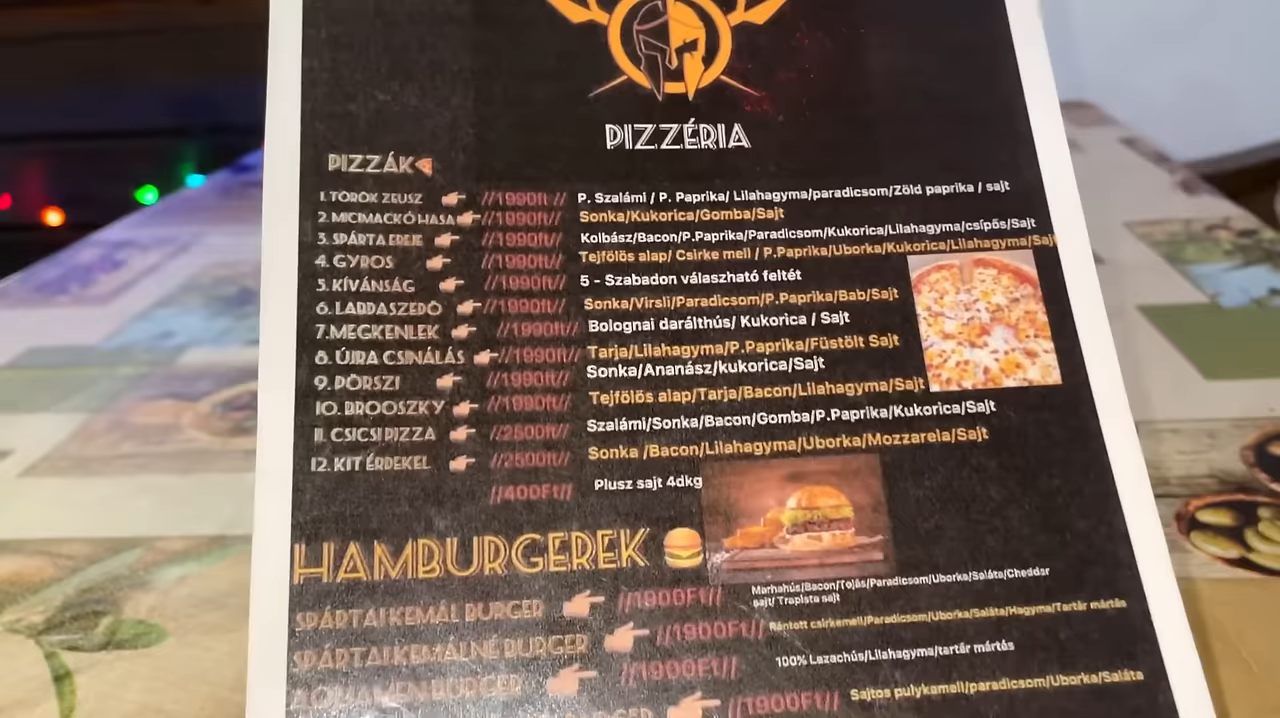 PIZZÉRIA
PIZZÁK
1. TÖRÖK ZEUSZ //1990ft // P. Szalámi / P. Paprika/ Lilahagyma/paradicsom/Zöld paprika / sajt
2. MICIMACKÓ HASA //1990ft// Sonka/Kukorica/Gomba/Sajt
3. SPÁRTA EREJE //1990ft// Kolbász/Bacon/P.Paprika/Paradicsom/Kukorica/Lilahagyma/csípős/Sajt
4. GYROS //1990ft// Tejfölös alap/ Csirke mell / P.Paprika/Uborka/Kukorica/Lilahagyma/Sajt
5. KÍVÁNSÁG //1990ft// 5 - Szabadon válaszható feltét
6. LABDASZEDŐ //1990ft// Sonka/Virsli/Paradicsom/P.Paprika/Bab/Sajt
7. MEGKENLEK //1990ft// Bolognai darálthús/ Kukorica / Sajt
8. ÚJRA CSINÁLÁS //1990ft// Tarja/Lilahagyma/P.Paprika/Füstölt Sajt
9. PÖRSZI //1990ft// Sonka/Ananász/kukorica/Sajt
10. BROOSZKY //1990ft// Tejfölös alap/Tarja/Bacon/Lilahagyma/Sajt
11. CSICSI PIZZA //2500ft// Szalámi/Sonka/Bacon/Gomba/P.Paprika/Kukorica/Sajt
12. KIT ÉRDEKEL //2500ft// Sonka /Bacon/Lilahagyma/Uborka/Mozzarela/Sajt
//400Ft// Plusz sajt 4dkg
HAMBURGEREK
SPÁRTAI KEMÁL BURGER //1900Ft// Marhahús/Bacon/Tojás/Paradicsom/Uborka/Saláta/Cheddar
sajt/ Trapista sajt
SPÁRTAI KEMÁLNÉ BURGER //1900Ft// Rántott csirkemell/Paradicsom/Uborka/Saláta/Hagyma/Tartár mártás
BURGER //1900Ft// 100% Lazachús/Lilahagyma/tartár mártás
//1900Ft// Sajtos pulykamell/paradicsom/Uborka/Saláta